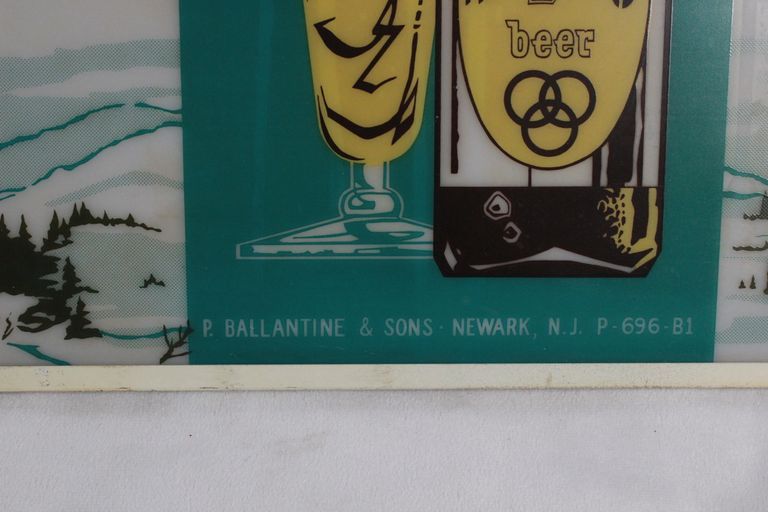 beer
P. BALLANTINE & SONS · NEWARK, N.J. P-696-B1